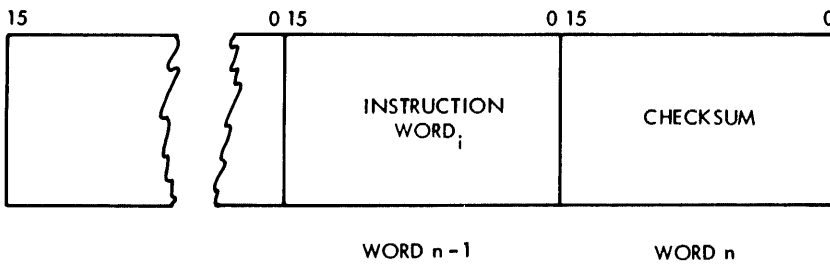 15 0 15 0 15 0
INSTRUCTION
WORD i
CHECKSUM
WORD n-1 WORD n